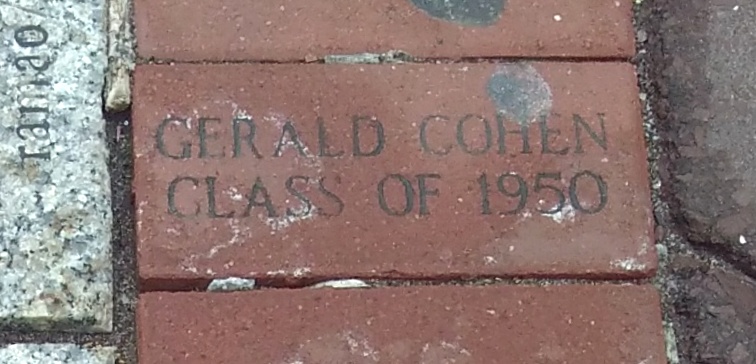 GERALD COHEN
CLASS OF 1950